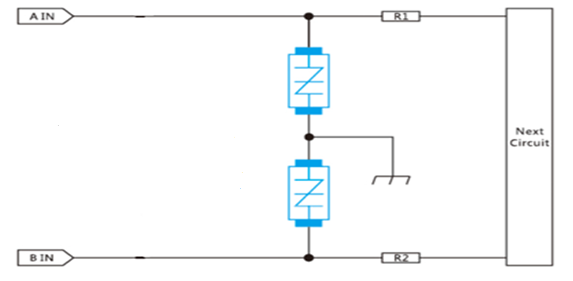 A IN
R1
Next
Circuit
B IN
R2